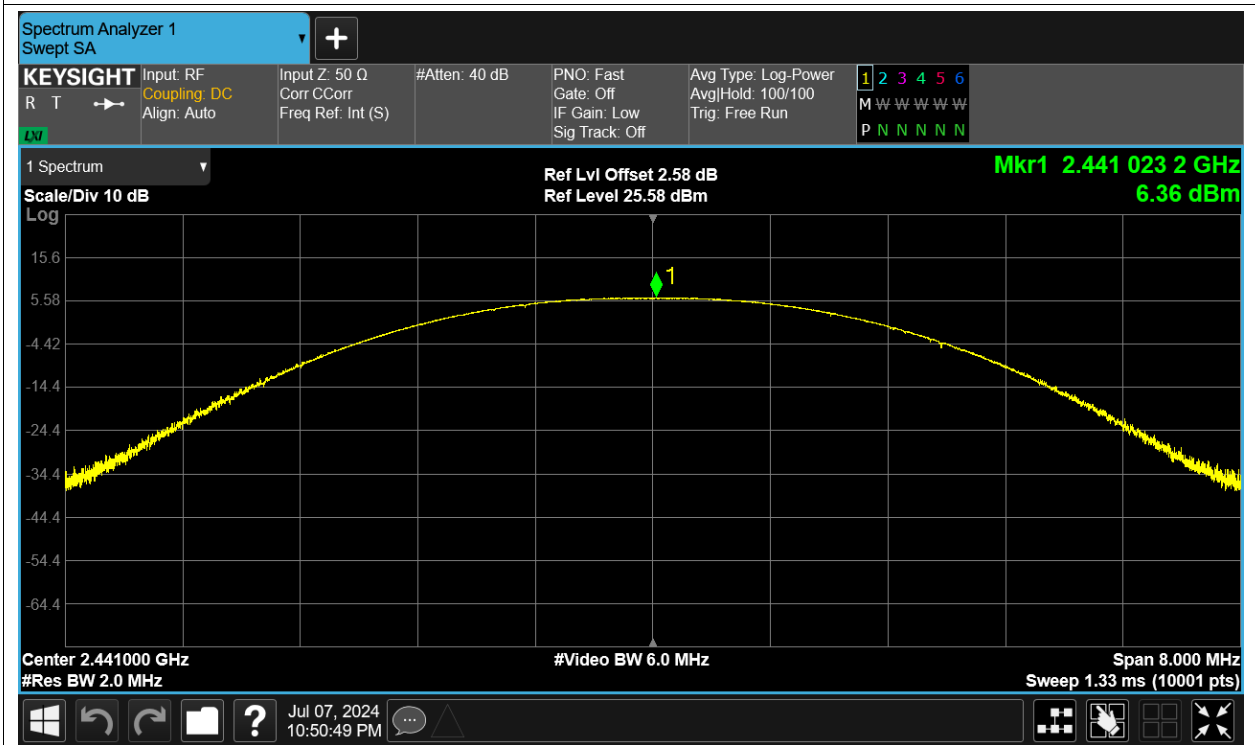 Spectrum Analyzer 1
Swept SA
+
KEYSIGHT
R T
LXI
Input: RF
Coupling: DC
Align: Auto
Input Z: 50 Ω
Corr CCorr
Freq Ref: Int (S)
#Atten: 40 dB
PNO: Fast
Gate: Off
IF Gain: Low
Sig Track: Off
Avg Type: Log-Power
Avg|Hold: 100/100
Trig: Free Run
1 2 3 4 5 6
M W W W W W
P N N N N N
1 Spectrum
Scale/Div 10 dB
Log
Ref Lvl Offset 2.58 dB
Ref Level 25.58 dBm
Mkr1 2.441 023 2 GHz
6.36 dBm
1
15.6
5.58
-4.42
-14.4
-24.4
-34.4
-44.4
-54.4
-64.4
Center 2.441000 GHz
#Res BW 2.0 MHz
#Video BW 6.0 MHz
Span 8.000 MHz
Sweep 1.33 ms (10001 pts)
?
Jul 07, 2024
10:50:49 PM